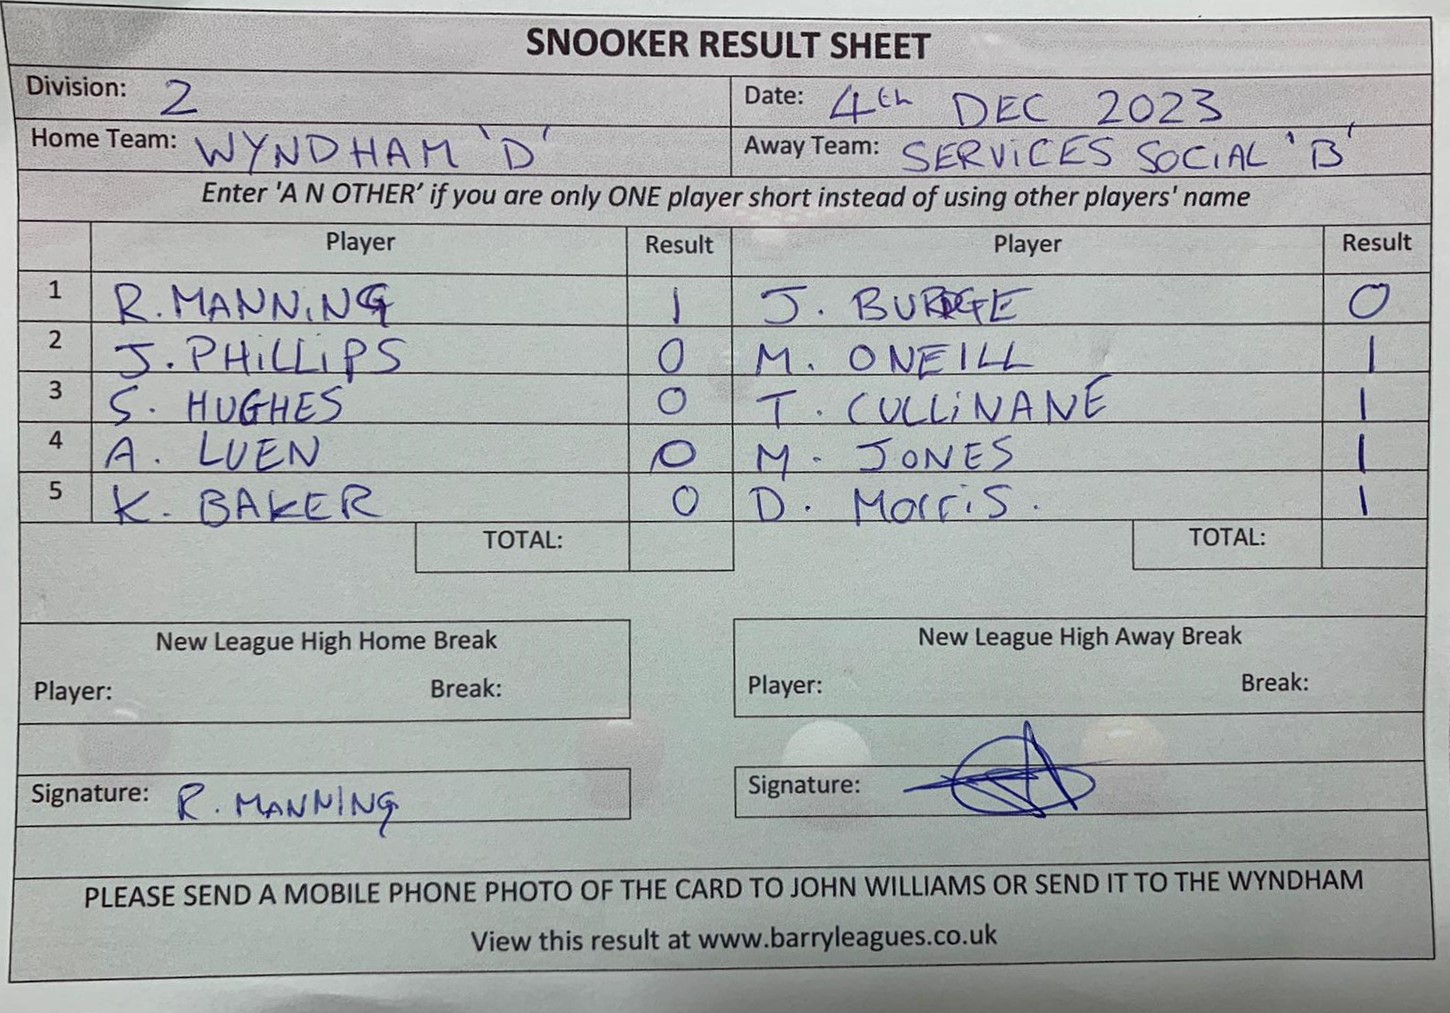 SNOOKER RESULT SHEET
Division: 2 Date: 4th DEC 2023
Home Team: WYNDHAM 'D' Away Team: SERVICES SOCIAL 'B'
Enter 'A N OTHER' if you are only ONE player short instead of using other players' name
Player Result Player Result
1 R. MANNING 1 J. 0
2 J. PHILLIPS 0 M. ONEILL 1
3 S. HUGHES 0 T. CULLINANE 1
4 A. LUEN 0 M. JONES 1
5 K. BAKER 0 D. MORRiS. 1
TOTAL: TOTAL:
New League High Home Break New League High Away Break
Player: Break: Player: Break:
Signature: R. MANNING Signature:
PLEASE SEND A MOBILE PHONE PHOTO OF THE CARD TO JOHN WILLIAMS OR SEND IT TO THE WYNDHAM
View this result at www.barryleagues.co.uk